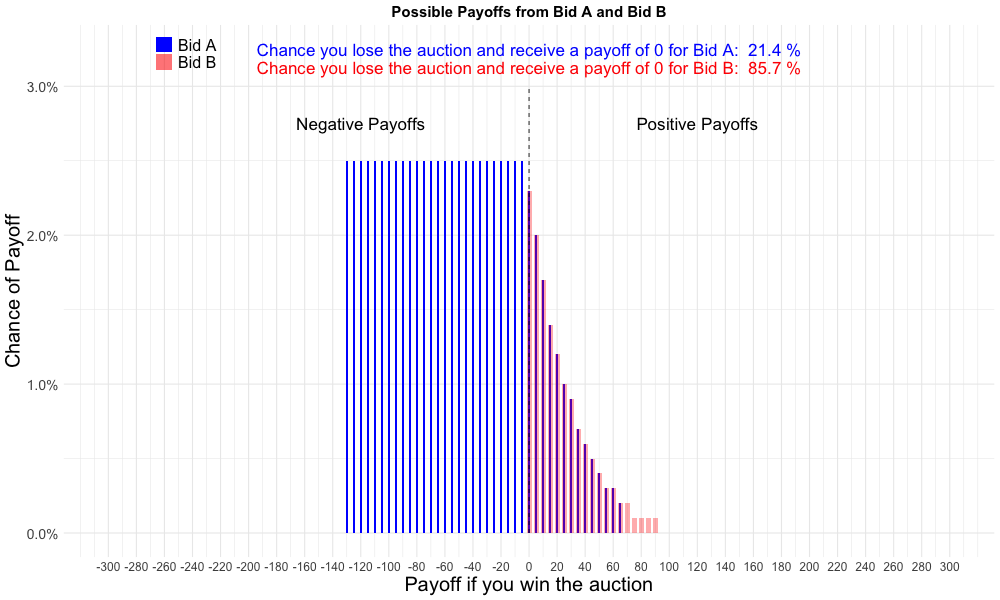 Possible Payoffs from Bid A and Bid B
Bid A
Bid B
Chance you lose the auction and receive a payoff of 0 for Bid A: 21.4 %
Chance you lose the auction and receive a payoff of 0 for Bid B: 85.7 %
Negative Payoffs
Positive Payoffs
Chance of Payoff
3.0%
2.0%
1.0%
0.0%
-300 -280 -260 -240 -220 -200 -180 -160 -140 -120 -100 -80 -60 -40 -20 0 20 40 60 80 100 120 140 160 180 200 220 240 260 280 300
Payoff if you win the auction